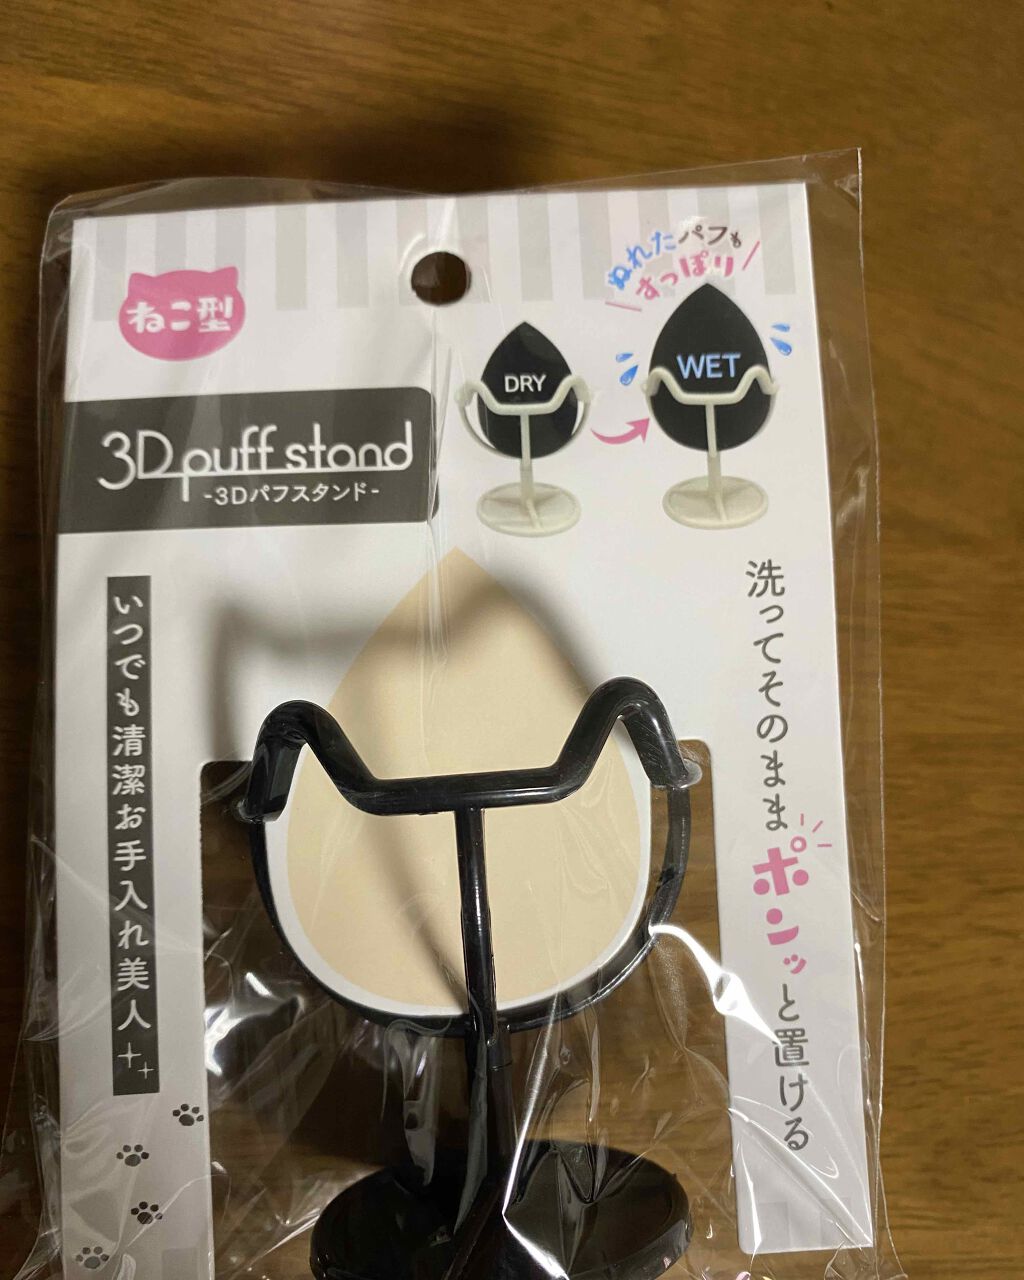 ねこ型
ぬれたパフも
すっぽり
DRY
WET
3D puff stand
-3Dパフスタンド-
洗ってそのままポンッと置ける
いつでも清潔お手入れ美人